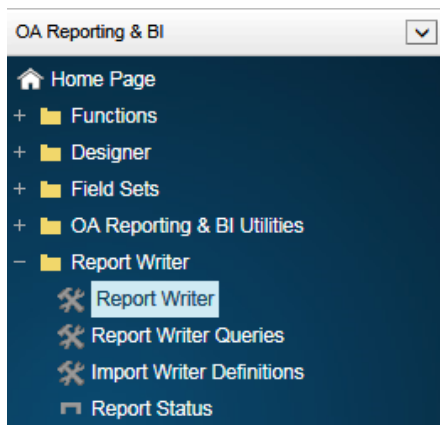 OA Reporting & BI
Home Page
+ Functions
+ Designer
+ Field Sets
+ OA Reporting & BI Utilities
− Report Writer
Report Writer
Report Writer Queries
Import Writer Definitions
Report Status